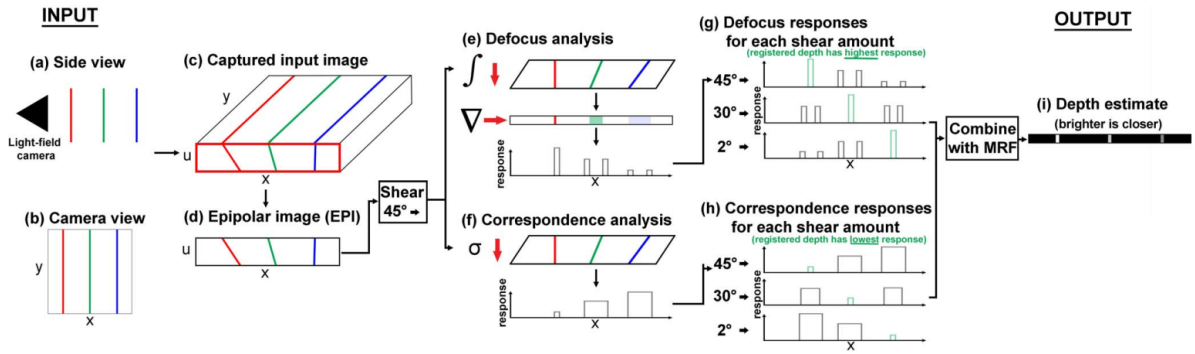 INPUT
(a) Side view
Light-field
camera
(b) Camera view
y
x
(c) Captured input image
y
u
x
(d) Epipolar image (EPI)
u
x
Shear
45°
(e) Defocus analysis
∫
∇
response
x
(f) Correspondence analysis
σ
response
x
(g) Defocus responses
for each shear amount
(registered depth has highest response)
45°
30°
2°
response
x
(h) Correspondence responses
for each shear amount
(registered depth has lowest response)
45°
30°
2°
response
x
Combine
with MRF
OUTPUT
(i) Depth estimate
(brighter is closer)